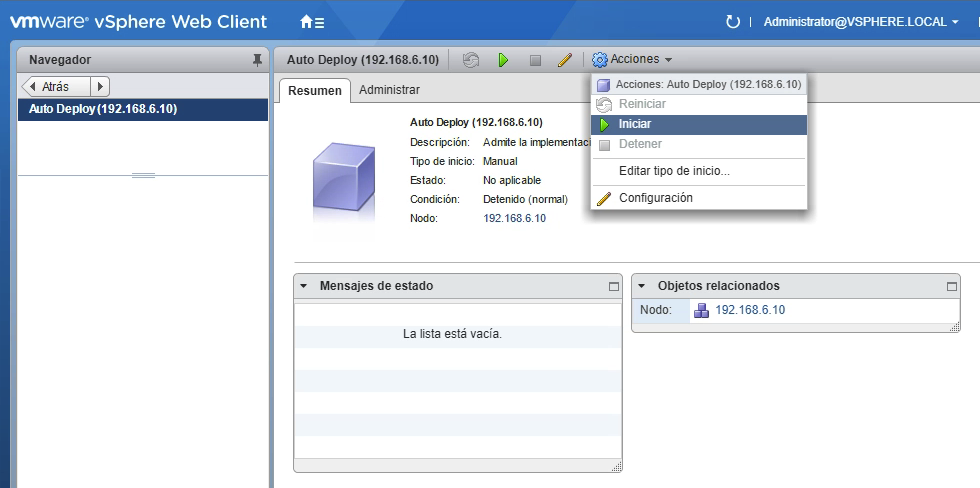 vmware® vSphere Web Client
Administrator@VSPHERE.LOCAL
Navegador
Atrás
Auto Deploy (192.168.6.10)
Auto Deploy (192.168.6.10)
Acciones
Resumen
Administrar
Auto Deploy (192.168.6.10)
Descripción: Admite la implementaci
Tipo de inicio: Manual
Estado: No aplicable
Condición: Detenido (normal)
Nodo: 192.168.6.10
Acciones: Auto Deploy (192.168.6.10)
Reiniciar
Iniciar
Detener
Editar tipo de inicio...
Configuración
Mensajes de estado
La lista está vacía.
Objetos relacionados
Nodo: 192.168.6.10